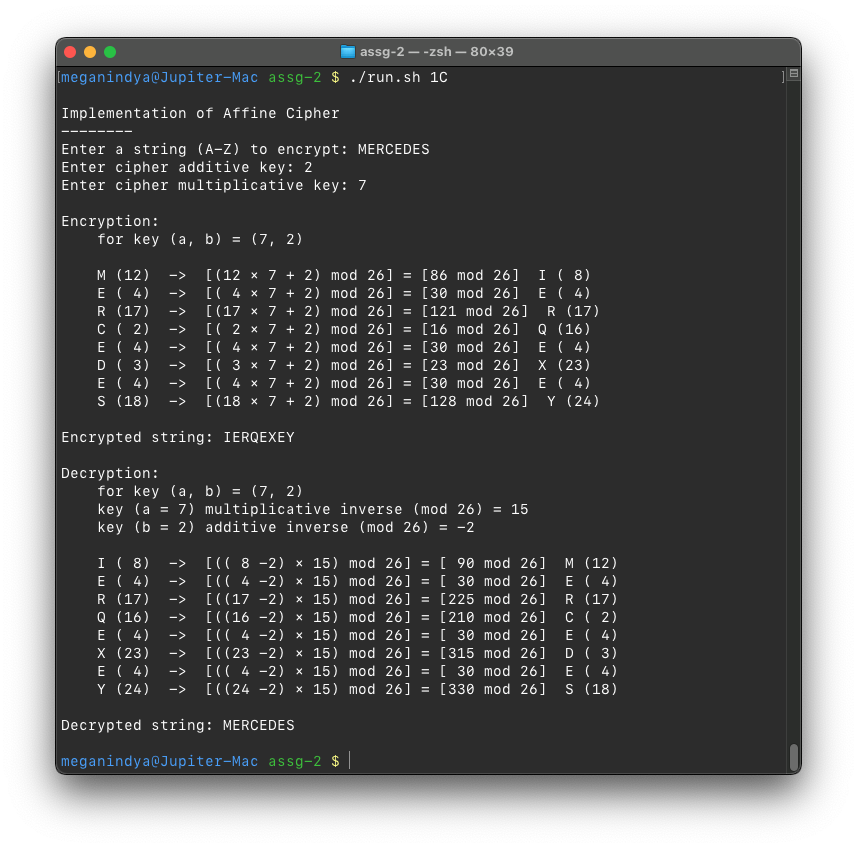 assg-2 — -zsh — 80×39
[meganindya@Jupiter-Mac assg-2 $ ./run.sh 1C ]
Implementation of Affine Cipher
--------
Enter a string (A-Z) to encrypt: MERCEDES
Enter cipher additive key: 2
Enter cipher multiplicative key: 7
Encryption:
    for key (a, b) = (7, 2)
    M (12)  ->  [(12 × 7 + 2) mod 26] = [86 mod 26]  I ( 8)
    E ( 4)  ->  [( 4 × 7 + 2) mod 26] = [30 mod 26]  E ( 4)
    R (17)  ->  [(17 × 7 + 2) mod 26] = [121 mod 26]  R (17)
    C ( 2)  ->  [( 2 × 7 + 2) mod 26] = [16 mod 26]  Q (16)
    E ( 4)  ->  [( 4 × 7 + 2) mod 26] = [30 mod 26]  E ( 4)
    D ( 3)  ->  [( 3 × 7 + 2) mod 26] = [23 mod 26]  X (23)
    E ( 4)  ->  [( 4 × 7 + 2) mod 26] = [30 mod 26]  E ( 4)
    S (18)  ->  [(18 × 7 + 2) mod 26] = [128 mod 26]  Y (24)
Encrypted string: IERQEXEY
Decryption:
    for key (a, b) = (7, 2)
    key (a = 7) multiplicative inverse (mod 26) = 15
    key (b = 2) additive inverse (mod 26) = -2
    I ( 8)  ->  [(( 8 -2) × 15) mod 26] = [ 90 mod 26]  M (12)
    E ( 4)  ->  [(( 4 -2) × 15) mod 26] = [ 30 mod 26]  E ( 4)
    R (17)  ->  [((17 -2) × 15) mod 26] = [225 mod 26]  R (17)
    Q (16)  ->  [((16 -2) × 15) mod 26] = [210 mod 26]  C ( 2)
    E ( 4)  ->  [(( 4 -2) × 15) mod 26] = [ 30 mod 26]  E ( 4)
    X (23)  ->  [((23 -2) × 15) mod 26] = [315 mod 26]  D ( 3)
    E ( 4)  ->  [(( 4 -2) × 15) mod 26] = [ 30 mod 26]  E ( 4)
    Y (24)  ->  [((24 -2) × 15) mod 26] = [330 mod 26]  S (18)
Decrypted string: MERCEDES
meganindya@Jupiter-Mac assg-2 $